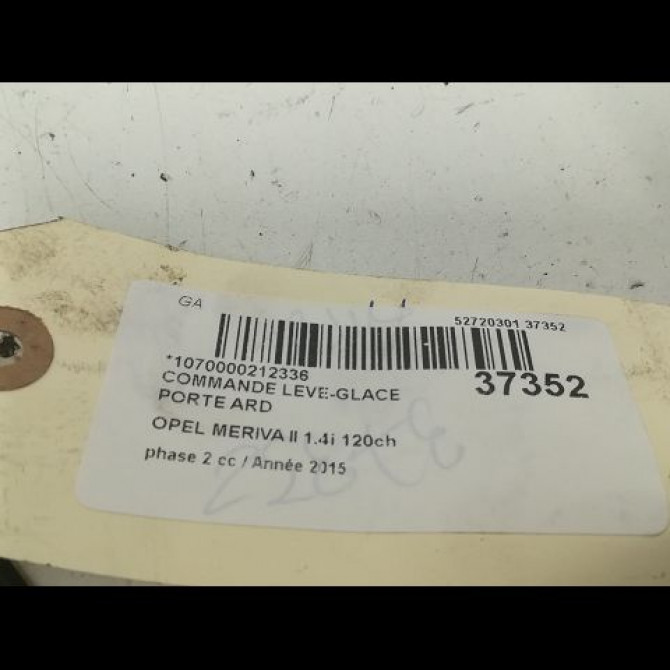 GA
52720301 37352
*1070000212336
37352
COMMANDE LEVE-GLACE
PORTE ARD
OPEL MERIVA II 1.4i 120ch
phase 2 cc / Année 2015